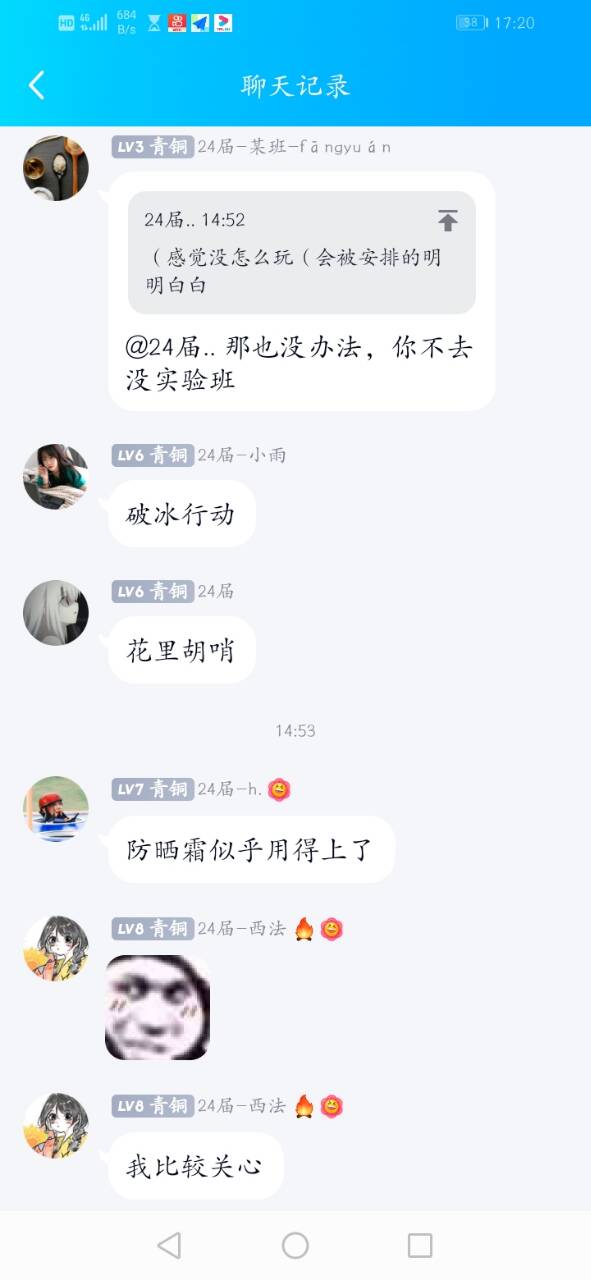 HD 4G 684 B/s 98 17:20
聊天记录
LV3 青铜 24届-某班-fāngyuán
24届.. 14:52
（感觉没怎么玩（会被安排的明
明白白
@24届.. 那也没办法，你不去
没实验班
LV6 青铜 24届-小雨
破冰行动
LV6 青铜 24届
花里胡哨
14:53
LV7 青铜 24届-h.
防晒霜似乎用得上了
LV8 青铜 24届-西法
LV8 青铜 24届-西法
我比较关心